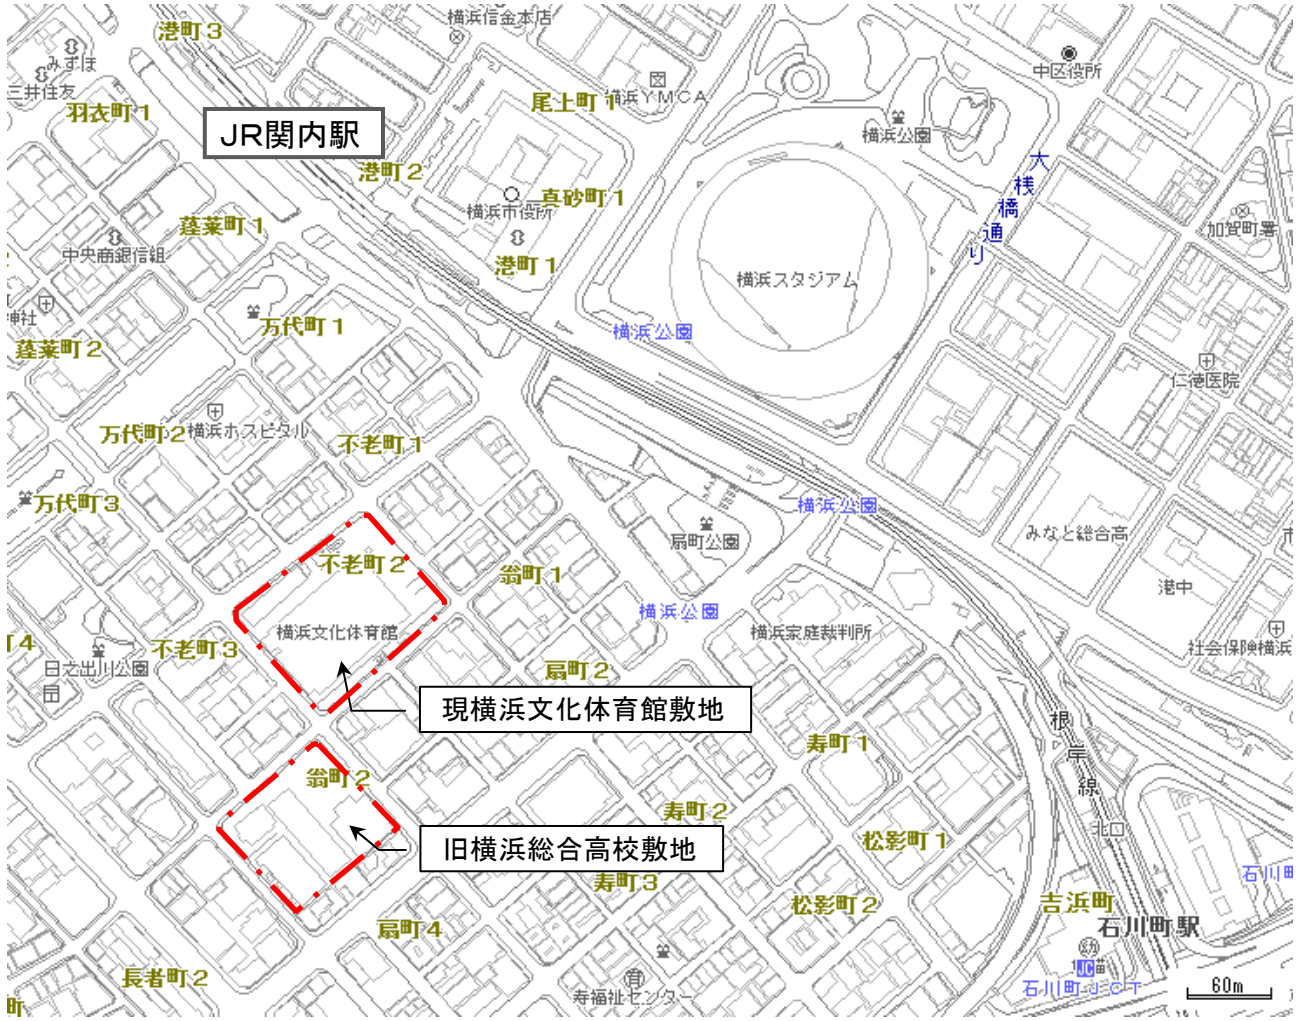 港町3
横浜信金本店
みずほ
三井住友
羽衣町1
JR関内駅
港町2
尾上町1
横浜YMCA
中区役所
横浜公園
大桟橋通り
横浜市役所
真砂町1
港町1
加賀町署
蓬莱町1
中央商銀信組
横浜スタジアム
神社
蓬莱町2
万代町1
横浜公園
仁徳医院
万代町2
横浜ホスピタル
不老町1
万代町3
横浜公園
みなと総合高
扇町公園
不老町2
翁町1
港中
横浜公園
横浜文化体育館
横浜家庭裁判所
町4
不老町3
日之出川公園
社会保険横浜
扇町2
現横浜文化体育館敷地
根岸線
寿町1
翁町2
寿町2
北口
旧横浜総合高校敷地
松影町1
石川町
寿町3
松影町2
吉浜町
石川町駅
扇町4
長者町2
寿福祉センター
JC
石川町JCT
60m
町